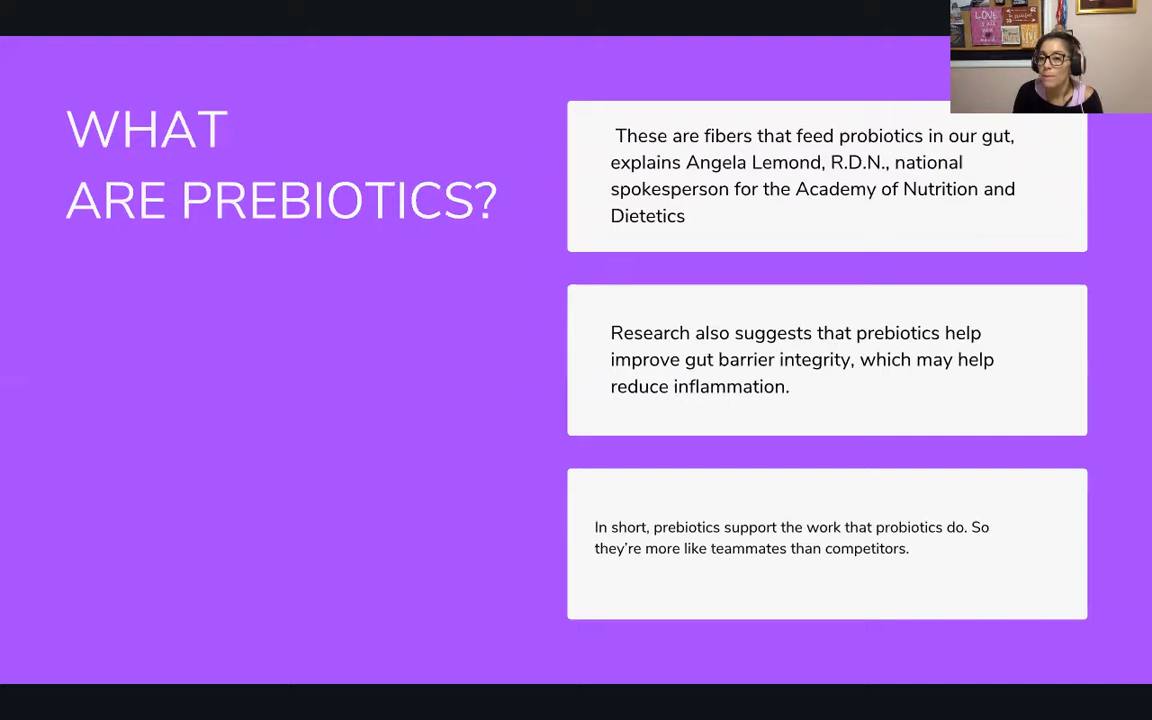 WHAT
ARE PREBIOTICS?
These are fibers that feed probiotics in our gut,
explains Angela Lemond, R.D.N., national
spokesperson for the Academy of Nutrition and
Dietetics
Research also suggests that prebiotics help
improve gut barrier integrity, which may help
reduce inflammation.
In short, prebiotics support the work that probiotics do. So
they’re more like teammates than competitors.
LOVE